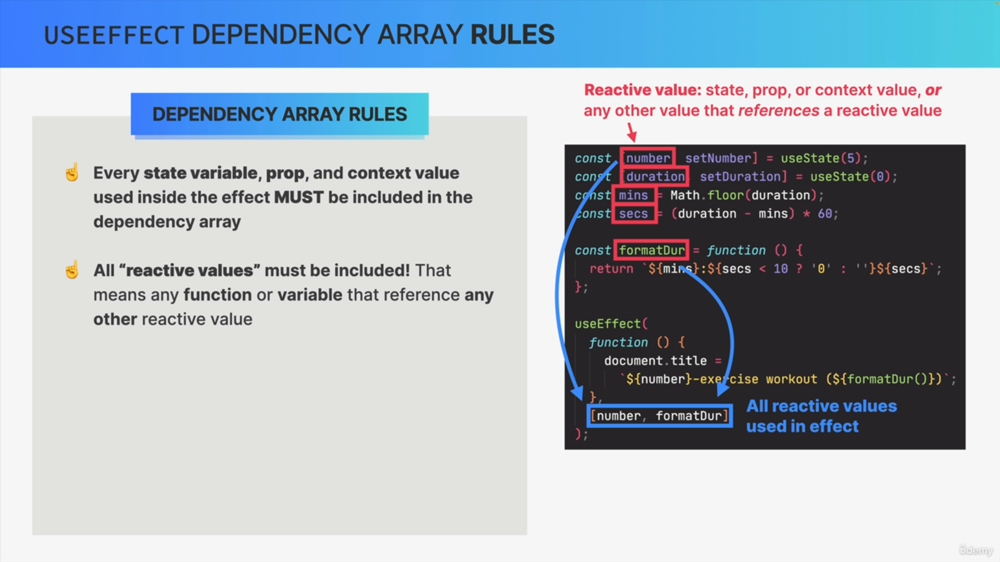 USEEFFECT DEPENDENCY ARRAY RULES
DEPENDENCY ARRAY RULES
☝️ Every state variable, prop, and context value
used inside the effect MUST be included in the
dependency array
☝️ All “reactive values” must be included! That
means any function or variable that reference any
other reactive value
Reactive value: state, prop, or context value, or
any other value that references a reactive value
const [number setNumber] = useState(5);
const [duration setDuration] = useState(0);
const mins = Math.floor(duration);
const secs = (duration - mins) * 60;
const formatDur = function () {
return `${mins}:${secs < 10 ? '0' : ''}${secs}`;
};
useEffect(
function () {
document.title =
`${number}-exercise workout (${formatDur()})`;
},
[number, formatDur]
);
All reactive values
used in effect
ûdemy